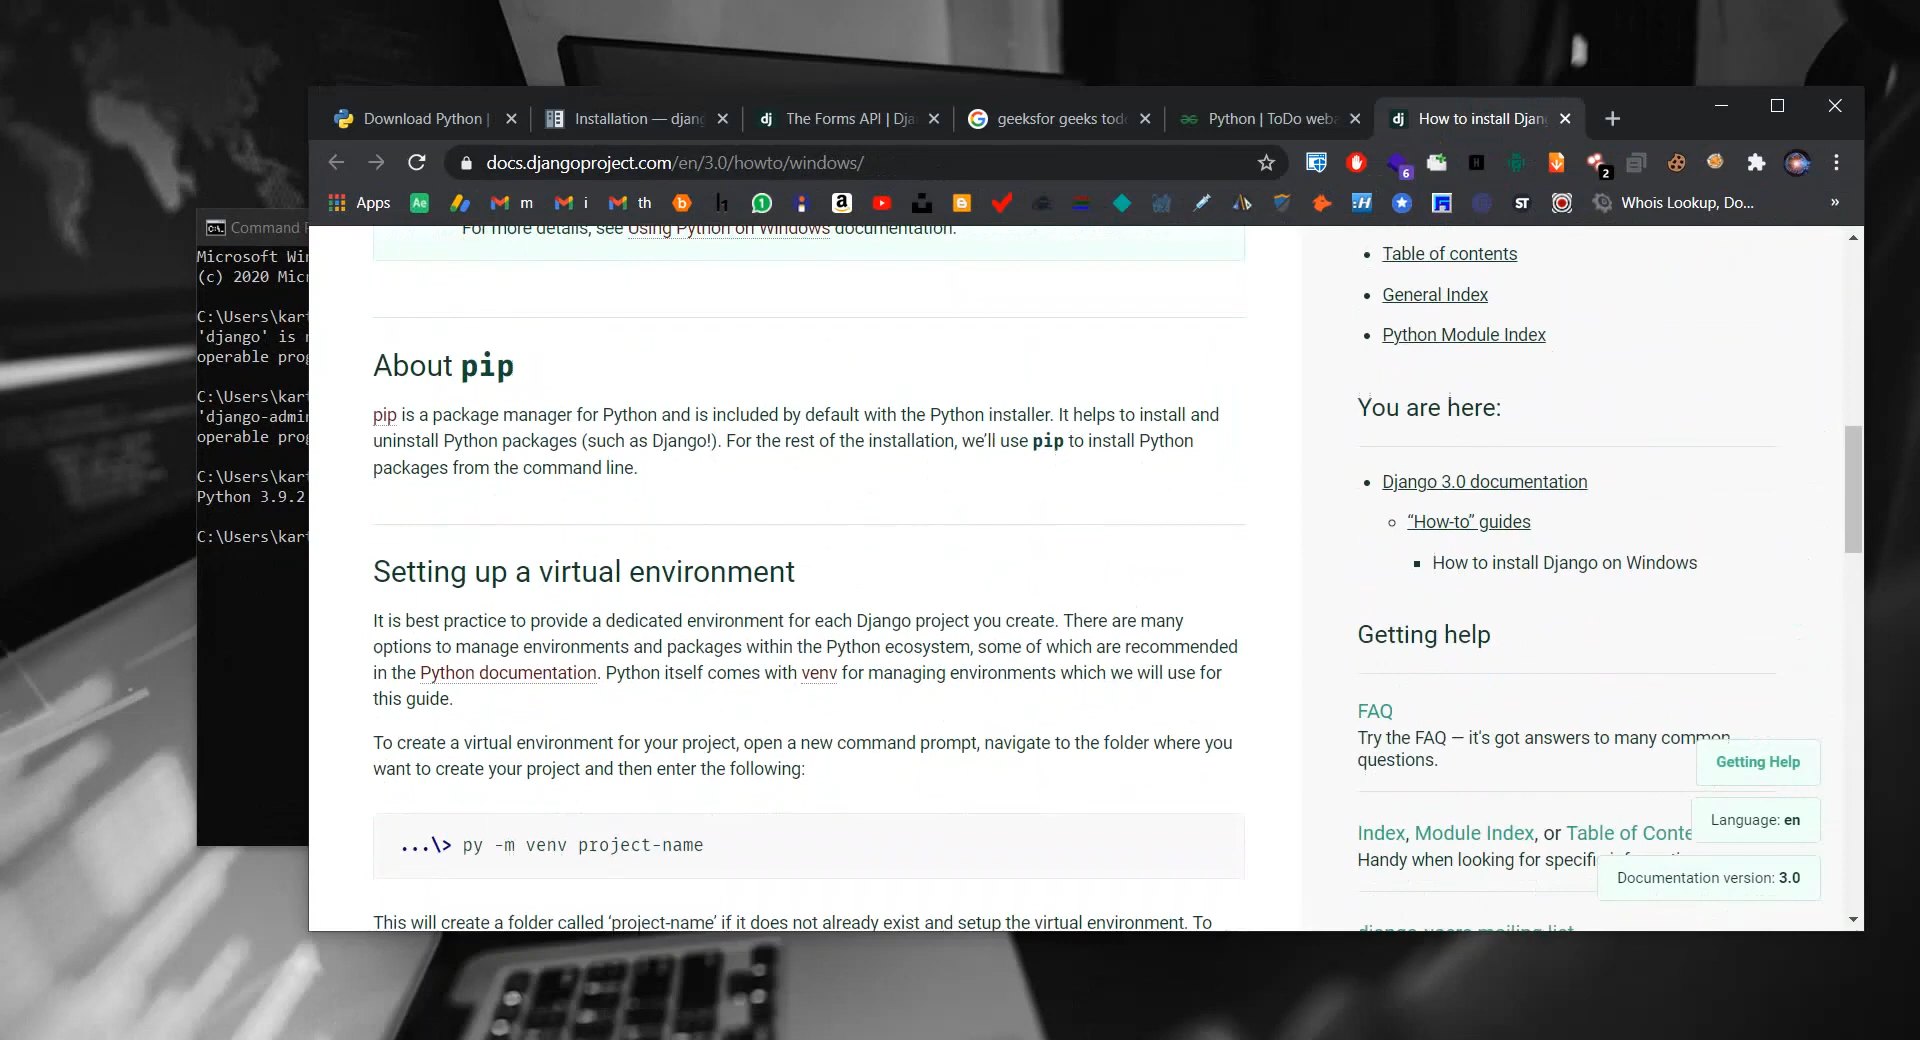 Download Python |
Installation — djang
The Forms API | Dja
geeksfor geeks tod
Python | ToDo weba
How to install Djan
docs.djangoproject.com/en/3.0/howto/windows/
6
2
Apps
Ae
m
i
th
ST
Whois Lookup, Do...
»
Command P
Microsoft Win
(c) 2020 Micr
C:\Users\kart
'django' is n
operable prog
C:\Users\kart
'django-admin
operable prog
C:\Users\kart
Python 3.9.2
C:\Users\kart
For more details, see Using Python on Windows documentation.
About pip
pip is a package manager for Python and is included by default with the Python installer. It helps to install and
uninstall Python packages (such as Django!). For the rest of the installation, we’ll use pip to install Python
packages from the command line.
Setting up a virtual environment
It is best practice to provide a dedicated environment for each Django project you create. There are many
options to manage environments and packages within the Python ecosystem, some of which are recommended
in the Python documentation. Python itself comes with venv for managing environments which we will use for
this guide.
To create a virtual environment for your project, open a new command prompt, navigate to the folder where you
want to create your project and then enter the following:
...\> py -m venv project-name
This will create a folder called ‘project-name’ if it does not already exist and setup the virtual environment. To
Table of contents
General Index
Python Module Index
You are here:
Django 3.0 documentation
“How-to” guides
How to install Django on Windows
Getting help
FAQ
Try the FAQ — it's got answers to many common
questions.
Getting Help
Language: en
Index, Module Index, or Table of Conte
Handy when looking for specifi
Documentation version: 3.0
django-users mailing list